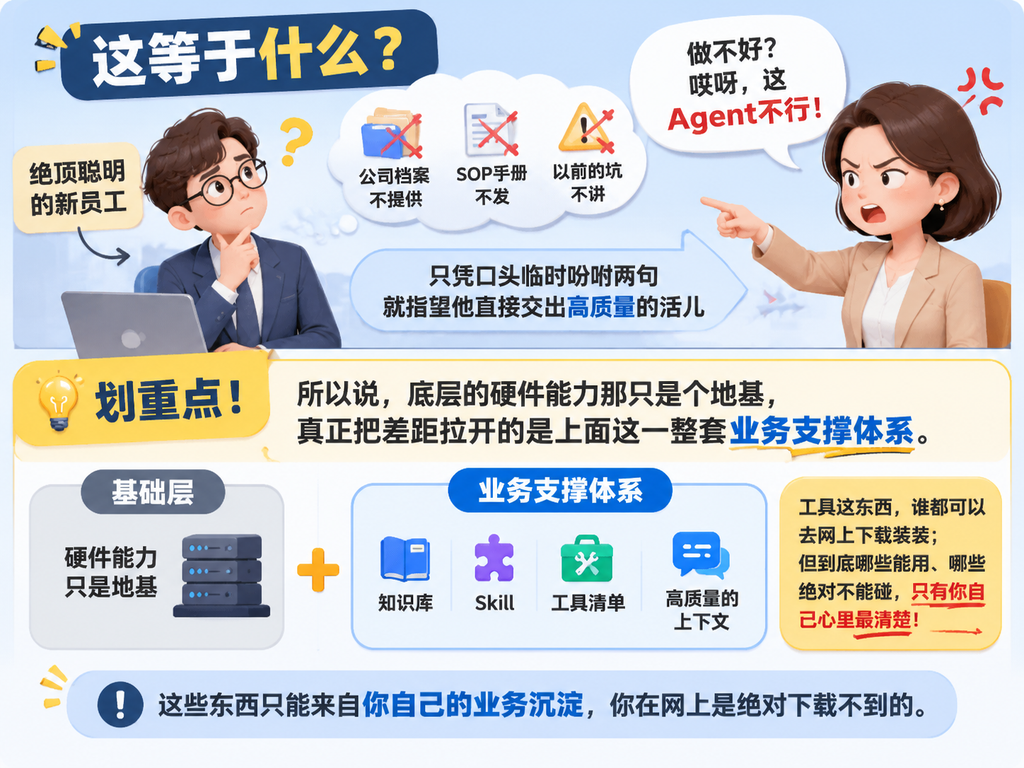 这等于什么？
做不好？
哎呀，这
Agent不行！
绝顶聪明
的新员工
公司档案
不提供
SOP手册
不发
以前的坑
不讲
只凭口头临时吩咐两句
就指望他直接交出高质量的活儿
划重点！
所以说，底层的硬件能力那只是个地基，
真正把差距拉开的是上面这一整套业务支撑体系。
基础层
硬件能力
只是地基
业务支撑体系
知识库
Skill
工具清单
高质量的
上下文
工具这东西，谁都可以
去网上下载装装；
但到底哪些能用、哪些
绝对不能碰，只有你自
己心里最清楚！
这些东西只能来自你自己的业务沉淀，你在网上是绝对下载不到的。